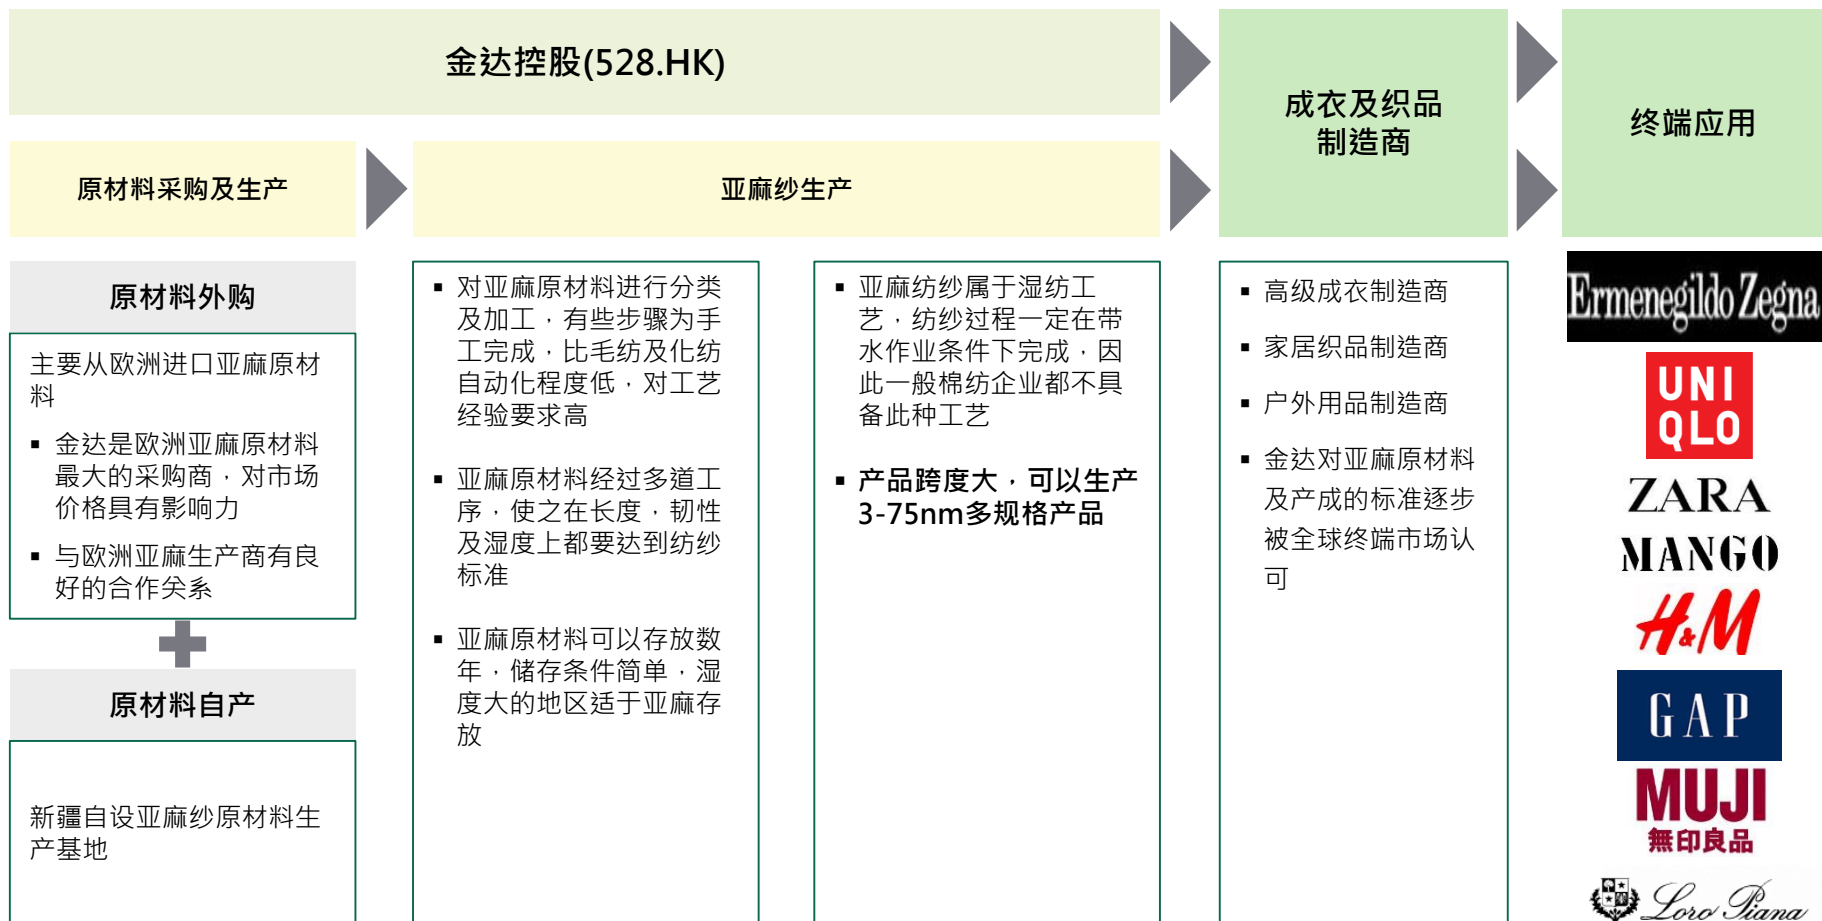 金达控股(528.HK)
成衣及织品
制造商
终端应用
原材料采购及生产
亚麻纱生产
原材料外购
主要从欧洲进口亚麻原材
料
▪ 金达是欧洲亚麻原材料
最大的采购商，对市场
价格具有影响力
▪ 与欧洲亚麻生产商有良
好的合作关系
原材料自产
新疆自设亚麻纱原材料生
产基地
▪ 对亚麻原材料进行分类
及加工，有些步骤为手
工完成，比毛纺及化纺
自动化程度低，对工艺
经验要求高
▪ 亚麻原材料经过多道工
序，使之在长度，韧性
及湿度上都要达到纺纱
标准
▪ 亚麻原材料可以存放数
年，储存条件简单，湿
度大的地区适于亚麻存
放
▪ 亚麻纺纱属于湿纺工
艺，纺纱过程一定在带
水作业条件下完成，因
此一般棉纺企业都不具
备此种工艺
▪ 产品跨度大，可以生产
3-75nm多规格产品
▪ 高级成衣制造商
▪ 家居织品制造商
▪ 户外用品制造商
▪ 金达对亚麻原材料
及产成的标准逐步
被全球终端市场认
可
Ermenegildo Zegna
UNI
QLO
ZARA
MANGO
H&M
GAP
MUJI
無印良品
Loro Piana